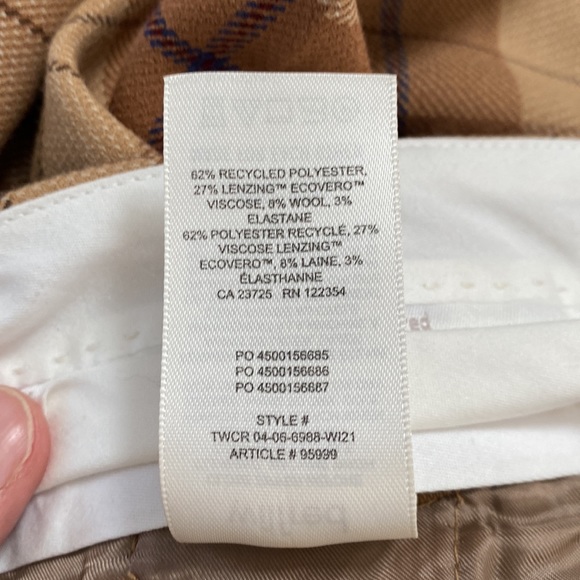 62% RECYCLED POLYESTER,
27% LENZING™ ECOVERO™
VISCOSE, 8% WOOL, 3%
ELASTANE
62% POLYESTER RECYCLÉ, 27%
VISCOSE LENZING™
ECOVERO™, 8% LAINE, 3%
ÉLASTHANNE
CA 23725 RN 122354
PO 4500156685
PO 4500156686
PO 4500156687
STYLE #
TWCR 04-06-6988-WI21
ARTICLE # 95999